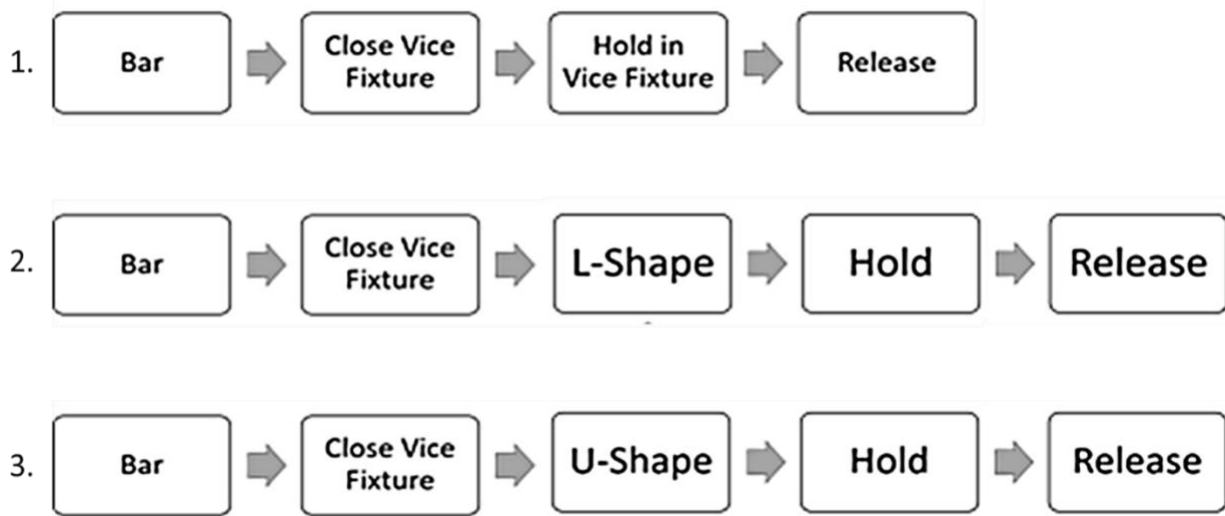 1.
Bar
Close Vice
Fixture
Hold in
Vice Fixture
Release
2.
Bar
Close Vice
Fixture
L-Shape
Hold
Release
3.
Bar
Close Vice
Fixture
U-Shape
Hold
Release